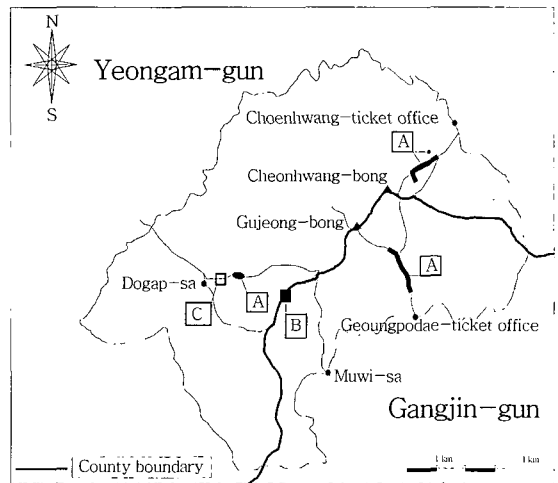 N
S
Yeongam-gun
Choenhwang-ticket office
A
Cheonhwang-bong
Gujeong-bong
A
Dogap-sa
C
A
B
Geoungpodae-ticket office
Muwi-sa
Gangjin-gun
County boundary
1 km
1 km